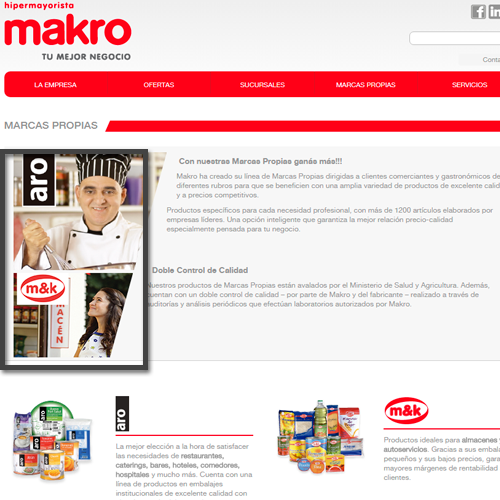 hipermayorista
makro
TU MEJOR NEGOCIO
Conta
LA EMPRESA OFERTAS SUCURSALES MARCAS PROPIAS SERVICIOS
MARCAS PROPIAS
aro
m&k
MACÉN
Con nuestras Marcas Propias ganás más!!!
Makro ha creado su línea de Marcas Propias dirigidas a clientes comerciantes y gastronómicos de
diferentes rubros para que se beneficien con una amplia variedad de productos de excelente calid
y a precios competitivos.
Productos específicos para cada necesidad profesional, con más de 1200 artículos elaborados por
empresas líderes. Una opción inteligente que garantiza la mejor relación precio-calidad
especialmente pensada para tu negocio.
Doble Control de Calidad
Nuestros productos de Marcas Propias están avalados por el Ministerio de Salud y Agricultura. Además,
cuentan con un doble control de calidad – por parte de Makro y del fabricante – realizado a través de
auditorías y análisis periódicos que efectúan laboratorios autorizados por Makro.
aro
La mejor elección a la hora de satisfacer
las necesidades de restaurantes,
caterings, bares, hoteles, comedores,
hospitales y mucho más. Cuenta con una
línea de productos en embalajes
institucionales de excelente calidad con
m&k
Productos ideales para almacenes y
autoservicios. Gracias a sus embala
pequeños y sus bajos precios, gara
mayores márgenes de rentabilidad
clientes.